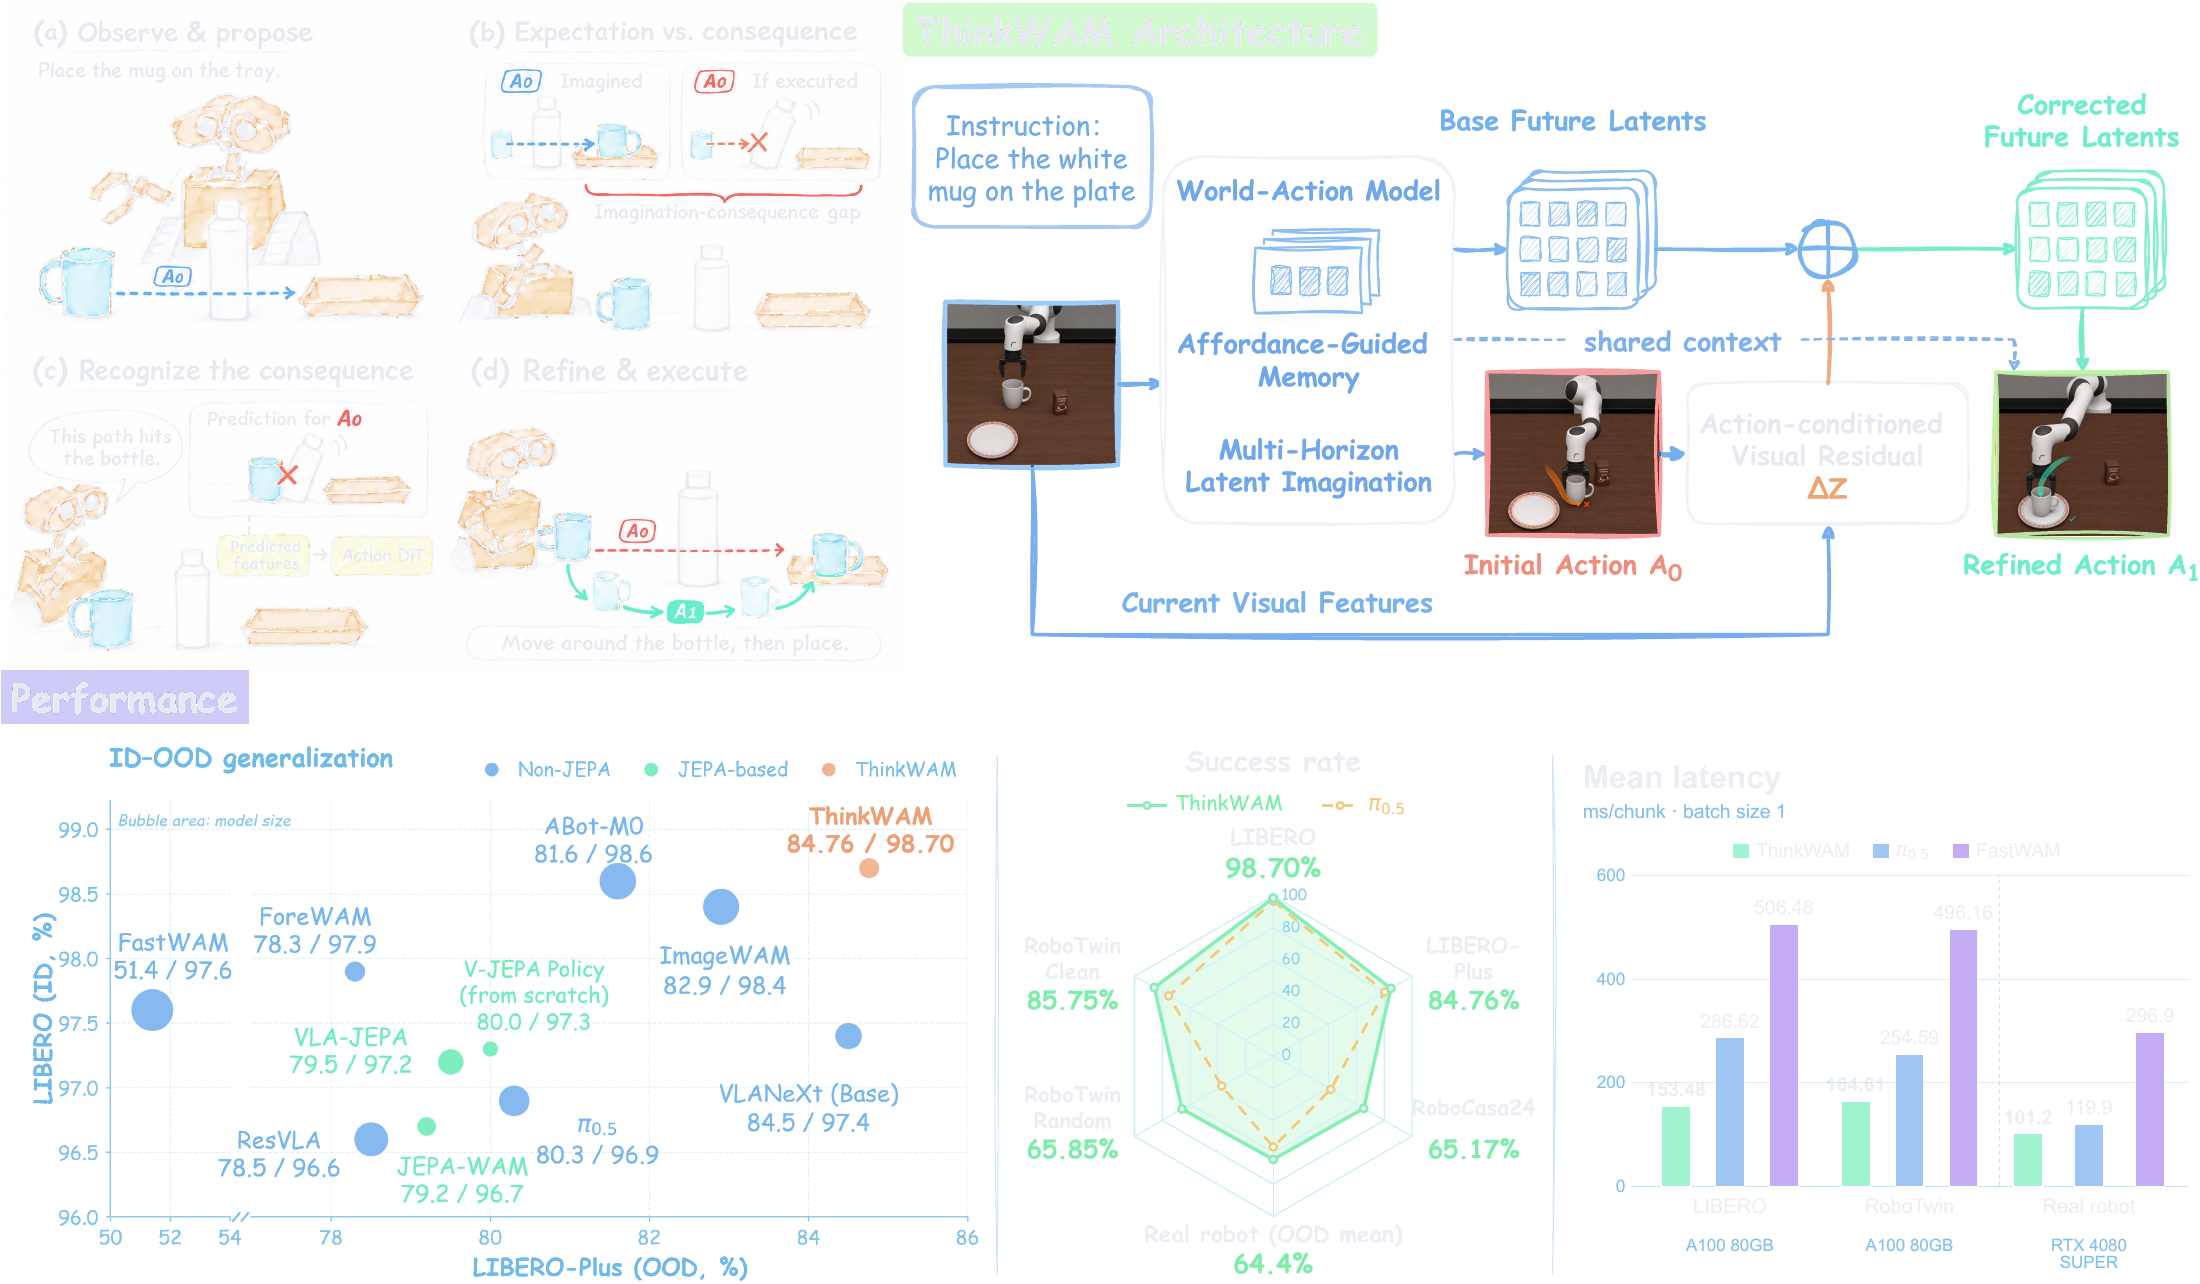 (a) Observe & propose
Place the mug on the tray.
A0
(b) Expectation vs. consequence
A0 Imagined
A0 If executed
Imagination-consequence gap
(c) Recognize the consequence
This path hits
the bottle.
Prediction for A0
Predicted
features
Action DiT
(d) Refine & execute
A0
A1
Move around the bottle, then place.
ThinkWAM Architecture
Instruction:
Place the white
mug on the plate
World-Action Model
Affordance-Guided
Memory
Multi-Horizon
Latent Imagination
Base Future Latents
Corrected
Future Latents
shared context
Action-conditioned
Visual Residual
ΔZ
Initial Action A₀
Refined Action A₁
Current Visual Features
Performance
ID-OOD generalization
Non-JEPA
JEPA-based
ThinkWAM
Bubble area: model size
LIBERO (ID, %)
99.0
98.5
98.0
97.5
97.0
96.5
96.0
FastWAM
51.4 / 97.6
ForeWAM
78.3 / 97.9
ABot-M0
81.6 / 98.6
ThinkWAM
84.76 / 98.70
ImageWAM
82.9 / 98.4
V-JEPA Policy
(from scratch)
80.0 / 97.3
VLA-JEPA
79.5 / 97.2
VLANeXt (Base)
84.5 / 97.4
π0.5
80.3 / 96.9
ResVLA
78.5 / 96.6
JEPA-WAM
79.2 / 96.7
50 52 54 78 80 82 84 86
LIBERO-Plus (OOD, %)
Success rate
ThinkWAM
π0.5
LIBERO
98.70%
100
80
60
40
20
0
RoboTwin
Clean
85.75%
LIBERO-
Plus
84.76%
RoboTwin
Random
65.85%
RoboCasa24
65.17%
Real robot (OOD mean)
64.4%
Mean latency
ms/chunk · batch size 1
ThinkWAM
π0.5
FastWAM
600
400
200
0
153.48
286.62
506.48
164.61
254.59
496.16
101.2
119.9
296.9
LIBERO
RoboTwin
Real robot
A100 80GB
A100 80GB
RTX 4080
SUPER